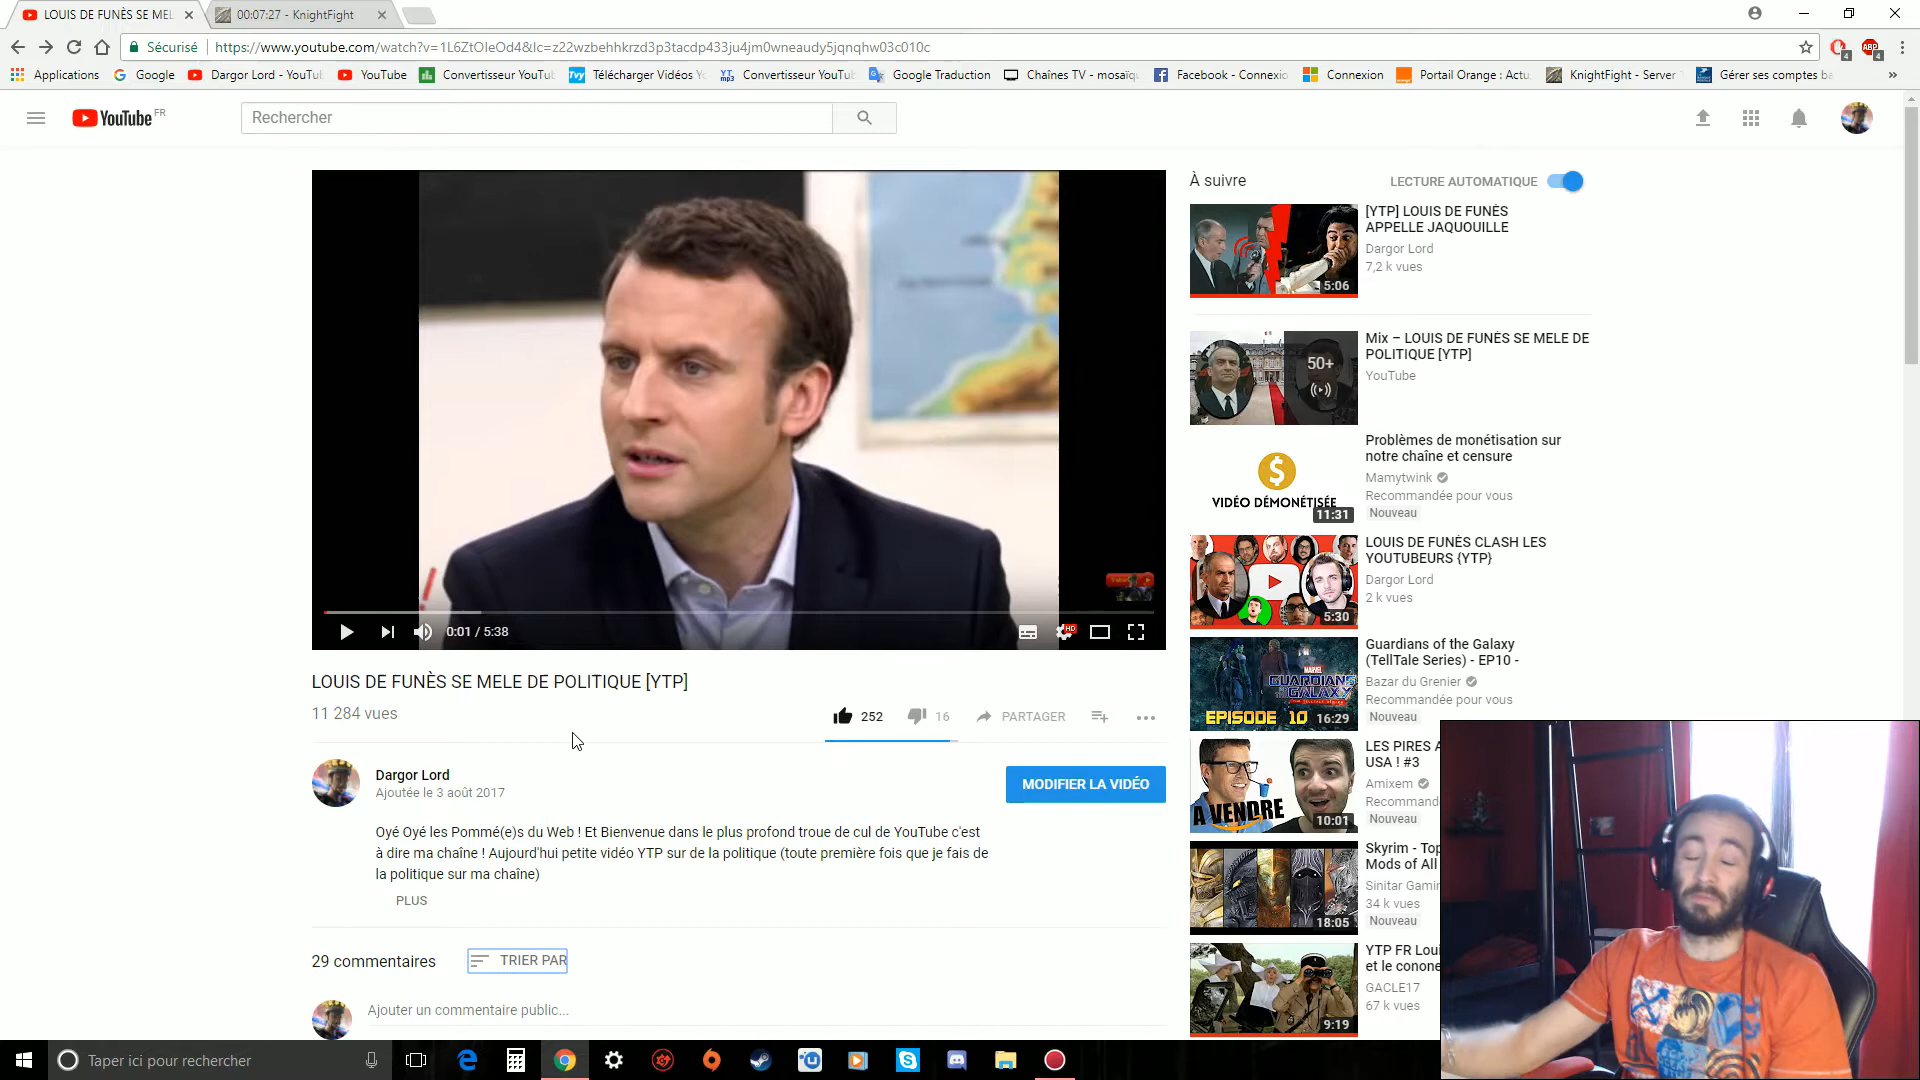 LOUIS DE FUNÈS SE MEL
00:07:27 - KnightFight
Sécurisé
https://www.youtube.com/watch?v=1L6ZtOleOd4&lc=z22wzbehhkrzd3p3tacdp433ju4jm0wneaudy5jqnqhw03c010c
Applications
Google
Dargor Lord - YouTu
YouTube
Convertisseur YouTu
Télécharger Vidéos Y
Convertisseur YouTu
Google Traduction
Chaînes TV - mosaïq
Facebook - Connexio
Connexion
Portail Orange : Actu
KnightFight - Server
Gérer ses comptes b
YouTube FR
Rechercher
À suivre
LECTURE AUTOMATIQUE
[YTP] LOUIS DE FUNÈS
APPELLE JAQUOUILLE
Dargor Lord
7,2 k vues
5:06
Mix – LOUIS DE FUNÈS SE MELE DE
POLITIQUE [YTP]
YouTube
50+
Problèmes de monétisation sur
notre chaîne et censure
Mamytwink
Recommandée pour vous
Nouveau
VIDÉO DÉMONÉTISÉE
11:31
LOUIS DE FUNÈS CLASH LES
YOUTUBEURS {YTP}
Dargor Lord
2 k vues
5:30
Guardians of the Galaxy
(TellTale Series) - EP10 -
Bazar du Grenier
Recommandée pour vous
Nouveau
MARVEL
GUARDIANS
EPISODE 10
16:29
LES PIRES A
USA ! #3
Amixem
Recommand
Nouveau
A VENDRE
10:01
Skyrim - Top
Mods of All
Sinitar Gamin
34 k vues
Nouveau
18:05
YTP FR Loui
et le conone
GACLE17
67 k vues
9:19
0:01 / 5:38
HD
LOUIS DE FUNÈS SE MELE DE POLITIQUE [YTP]
11 284 vues
252
16
PARTAGER
Dargor Lord
Ajoutée le 3 août 2017
MODIFIER LA VIDÉO
Oyé Oyé les Pommé(e)s du Web ! Et Bienvenue dans le plus profond troue de cul de YouTube c'est
à dire ma chaîne ! Aujourd'hui petite vidéo YTP sur de la politique (toute première fois que je fais de
la politique sur ma chaîne)
PLUS
29 commentaires
TRIER PAR
Ajouter un commentaire public...
Taper ici pour rechercher